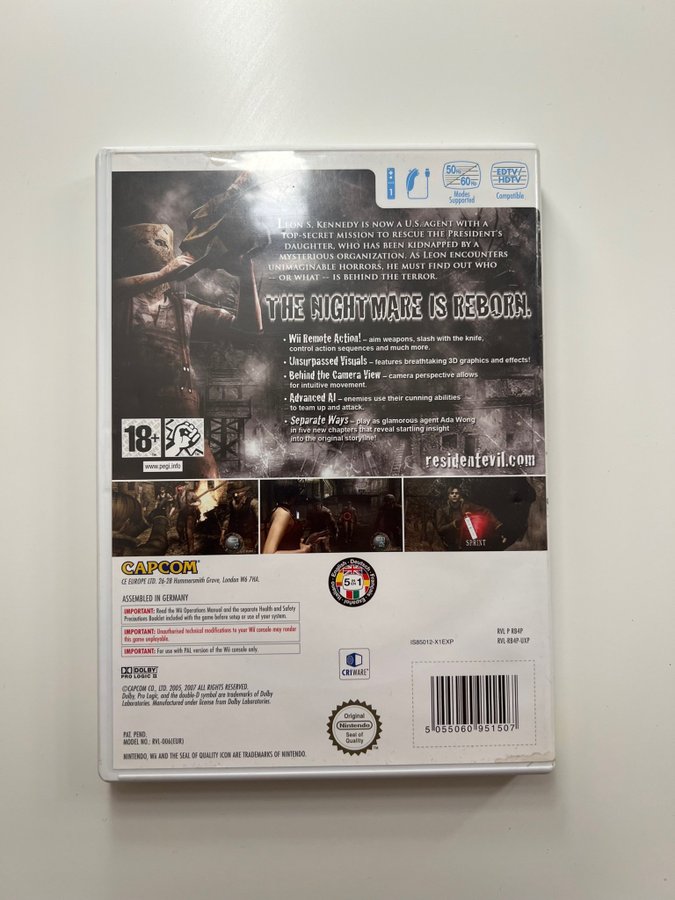 1
50Hz
60Hz
Modes
Supported
EDTV/
HDTV
Compatible
Leon S. Kennedy is now a U.S. agent with a
top-secret mission to rescue the President's
daughter, who has been kidnapped by a
mysterious organization. As Leon encounters
unimaginable horrors, he must find out who
-- or what -- is behind the terror.
THE NIGHTMARE IS REBORN.
• Wii Remote Action! – aim weapons, slash with the knife,
control action sequences and much more.
• Unsurpassed Visuals – features breathtaking 3D graphics and effects!
• Behind the Camera View – camera perspective allows
for intuitive movement.
• Advanced AI – enemies use their cunning abilities
to team up and attack.
• Separate Ways – play as glamorous agent Ada Wong
in five new chapters that reveal startling insight
into the original storyline!
18+
www.pegi.info
residentevil.com
SPRINT
CAPCOM
CE EUROPE LTD. 26-28 Hammersmith Grove, London W6 7HA.
English • Deutsch • Français • Español • Italiano
5 in 1
ASSEMBLED IN GERMANY
IMPORTANT: Read the Wii Operations Manual and the separate Health and Safety
Precautions Booklet included with the game before setup or use of your system.
IMPORTANT: Unauthorised technical modifications to your Wii console may render
this game unplayable.
IMPORTANT: For use with PAL version of the Wii console only.
IS85012-X1EXP
RVL P RB4P
RVL-RB4P-UXP
DOLBY
PRO LOGIC II
CRIWARE
©CAPCOM CO., LTD. 2005, 2007 ALL RIGHTS RESERVED.
Dolby, Pro Logic, and the double-D symbol are trademarks of Dolby
Laboratories. Manufactured under license from Dolby Laboratories.
Original
Nintendo
Seal of
Quality
5 055060 951507
PAT. PEND.
MODEL NO.: RVL-006(EUR)
NINTENDO, Wii AND THE SEAL OF QUALITY ICON ARE TRADEMARKS OF NINTENDO.